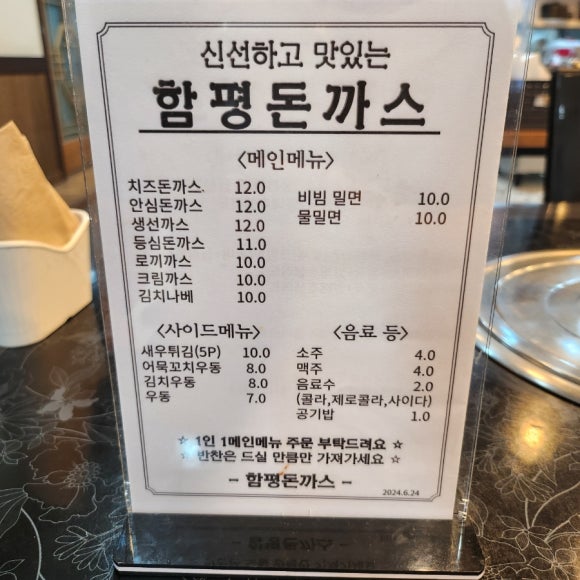 신선하고 맛있는
함평돈까스
<메인메뉴>
치즈돈까스. 12.0
안심돈까스 12.0
생선까스 12.0
등심돈까스 11.0
로끼까스 10.0
크림까스 10.0
김치나베 10.0
비빔 밀면 10.0
물밀면 10.0
<사이드메뉴>
새우튀김(5P) 10.0
어묵꼬치우동 8.0
김치우동 8.0
우동 7.0
<음료 등>
소주 4.0
맥주 4.0
음료수 2.0
(콜라,제로콜라,사이다)
공기밥 1.0
☆ 1인 1메인메뉴 주문 부탁드려요 ☆
☆ 반찬은 드실 만큼만 가져가세요 ☆
- 함평돈까스 -
2024.6.24